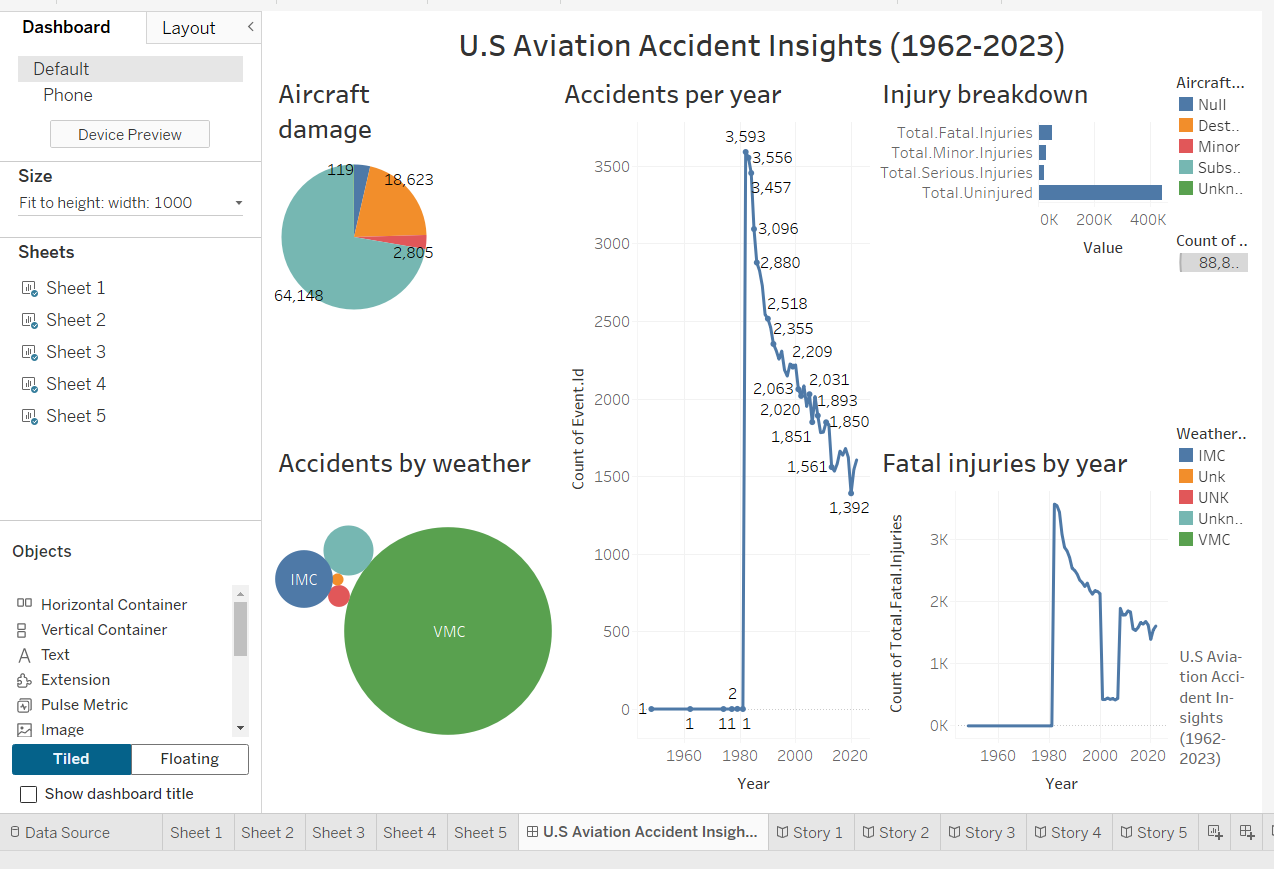 Dashboard
Layout
<
Default
Phone
Device Preview
Size
Fit to height: width: 1000
Sheets
Sheet 1
Sheet 2
Sheet 3
Sheet 4
Sheet 5
Objects
Horizontal Container
Vertical Container
A Text
Extension
Pulse Metric
Image
Tiled
Floating
Show dashboard title
U.S Aviation Accident Insights (1962-2023)
Aircraft
damage
119
18,623
2,805
64,148
Accidents by weather
IMC
VMC
Accidents per year
Count of Event.Id
3500
3000
2500
2000
1500
1000
500
0
3,593
3,556
3,457
3,096
2,880
2,518
2,355
2,209
2,063
2,031
2,020
1,893
1,851
1,850
1,561
1,392
2
1
1
11
1
1960
1980
2000
2020
Year
Injury breakdown
Total.Fatal.Injuries
Total.Minor.Injuries
Total.Serious.Injuries
Total.Uninjured
0K
200K
400K
Value
Fatal injuries by year
Count of Total.Fatal.Injuries
3K
2K
1K
0K
1960
1980
2000
2020
Year
Aircraft...
Null
Dest..
Minor
Subs..
Unkn..
Count of ..
88,8..
Weather..
IMC
Unk
UNK
Unkn..
VMC
U.S Avia-
tion Acci-
dent In-
sights
(1962-
2023)
Data Source
Sheet 1
Sheet 2
Sheet 3
Sheet 4
Sheet 5
U.S Aviation Accident Insigh...
Story 1
Story 2
Story 3
Story 4
Story 5